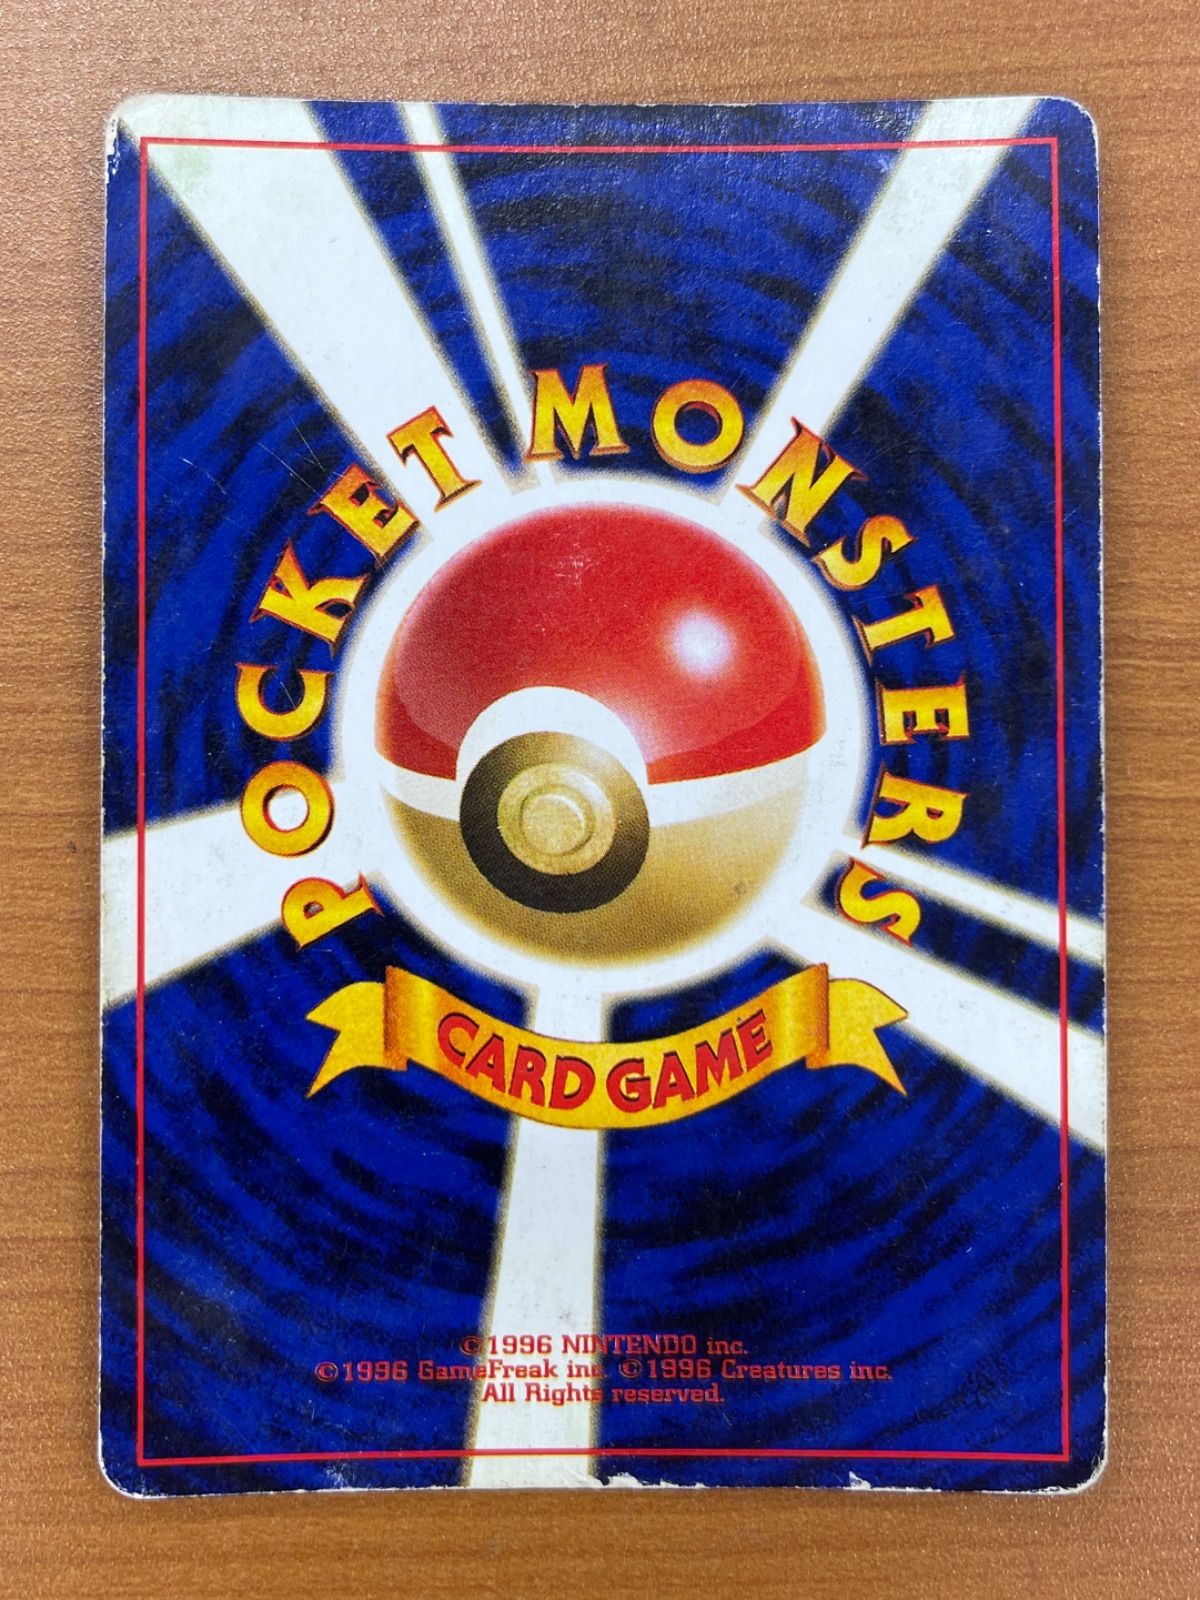 POCKET MONSTERS
CARD GAME
©1996 NINTENDO inc.
©1996 GameFreak inc. ©1996 Creatures inc.
All Rights reserved.